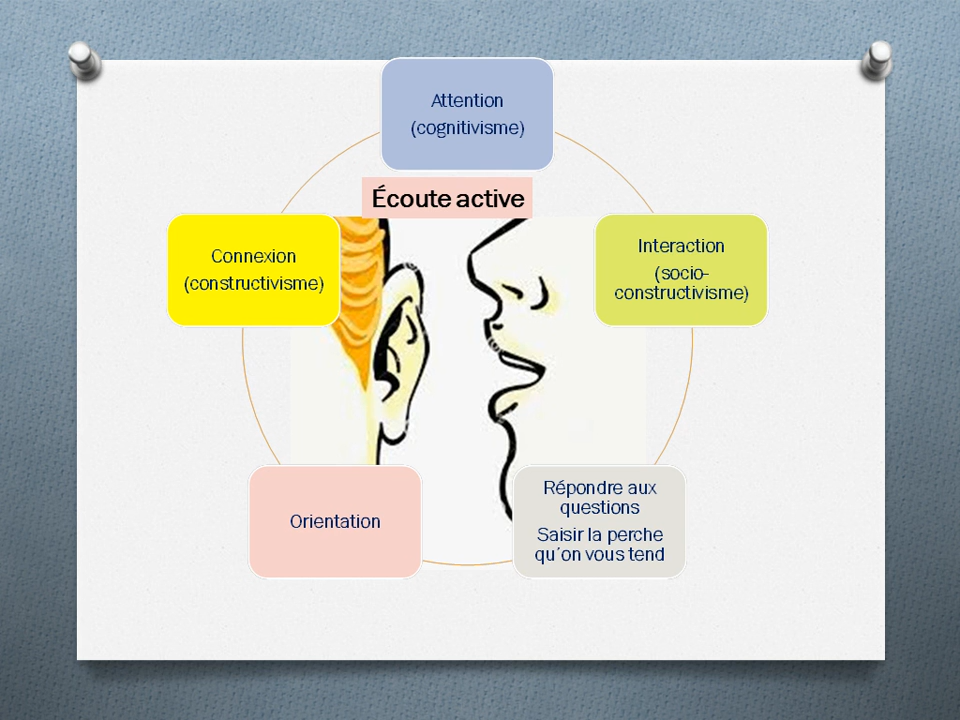 Attention
(cognitivisme)
Écoute active
Connexion
(constructivisme)
Interaction
(socio-
constructivisme)
Orientation
Répondre aux
questions
Saisir la perche
qu´on vous tend